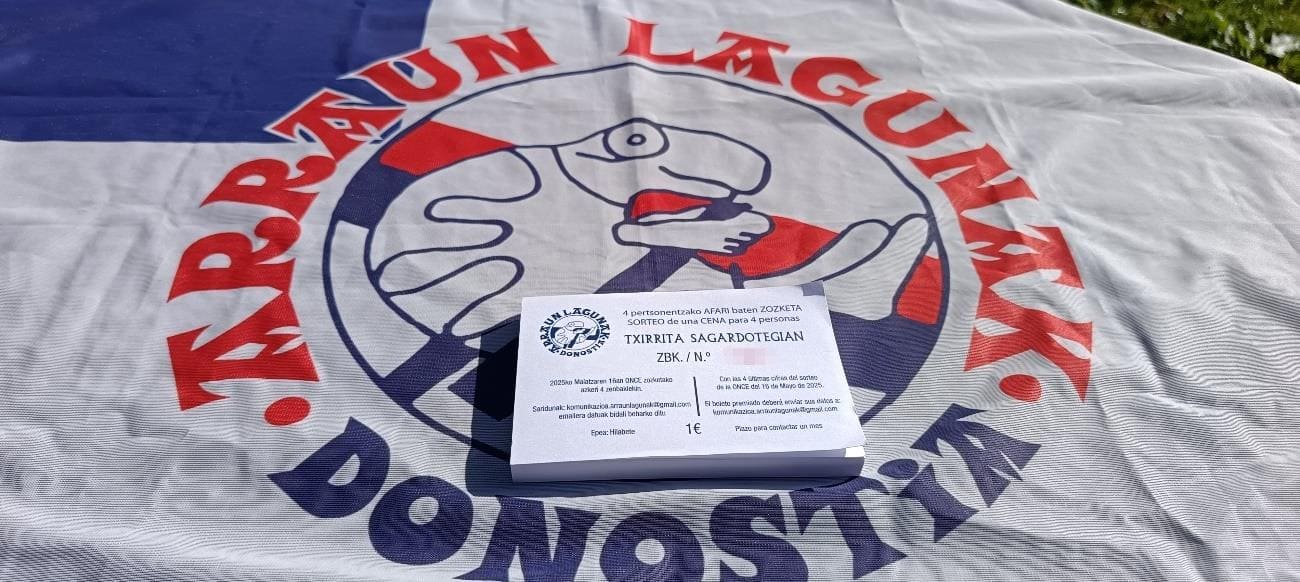 ARRAUN LAGUNAK
DONOSTIA
ARRAUN LAGUNAK
DONOSTIA
4 pertsonentzako AFARI baten ZOZKETA
SORTEO de una CENA para 4 personas
TXIRRITA SAGARDOTEGIAN
ZBK. / N.º
2025ko Maiatzaren 16an ONCE zozketako
azken 4 zenbakiekin.
Saridunak: komunikazioa.arraunlagunak@gmail.com
emailera datuak bidali beharko ditu
Epea: Hilabete
Con las 4 últimas cifras del sorteo
de la ONCE del 16 de Mayo de 2025.
El boleto premiado deberá enviar sus datos a:
komunikazioa.arraunlagunak@gmail.com
Plazo para contactar un mes
1€